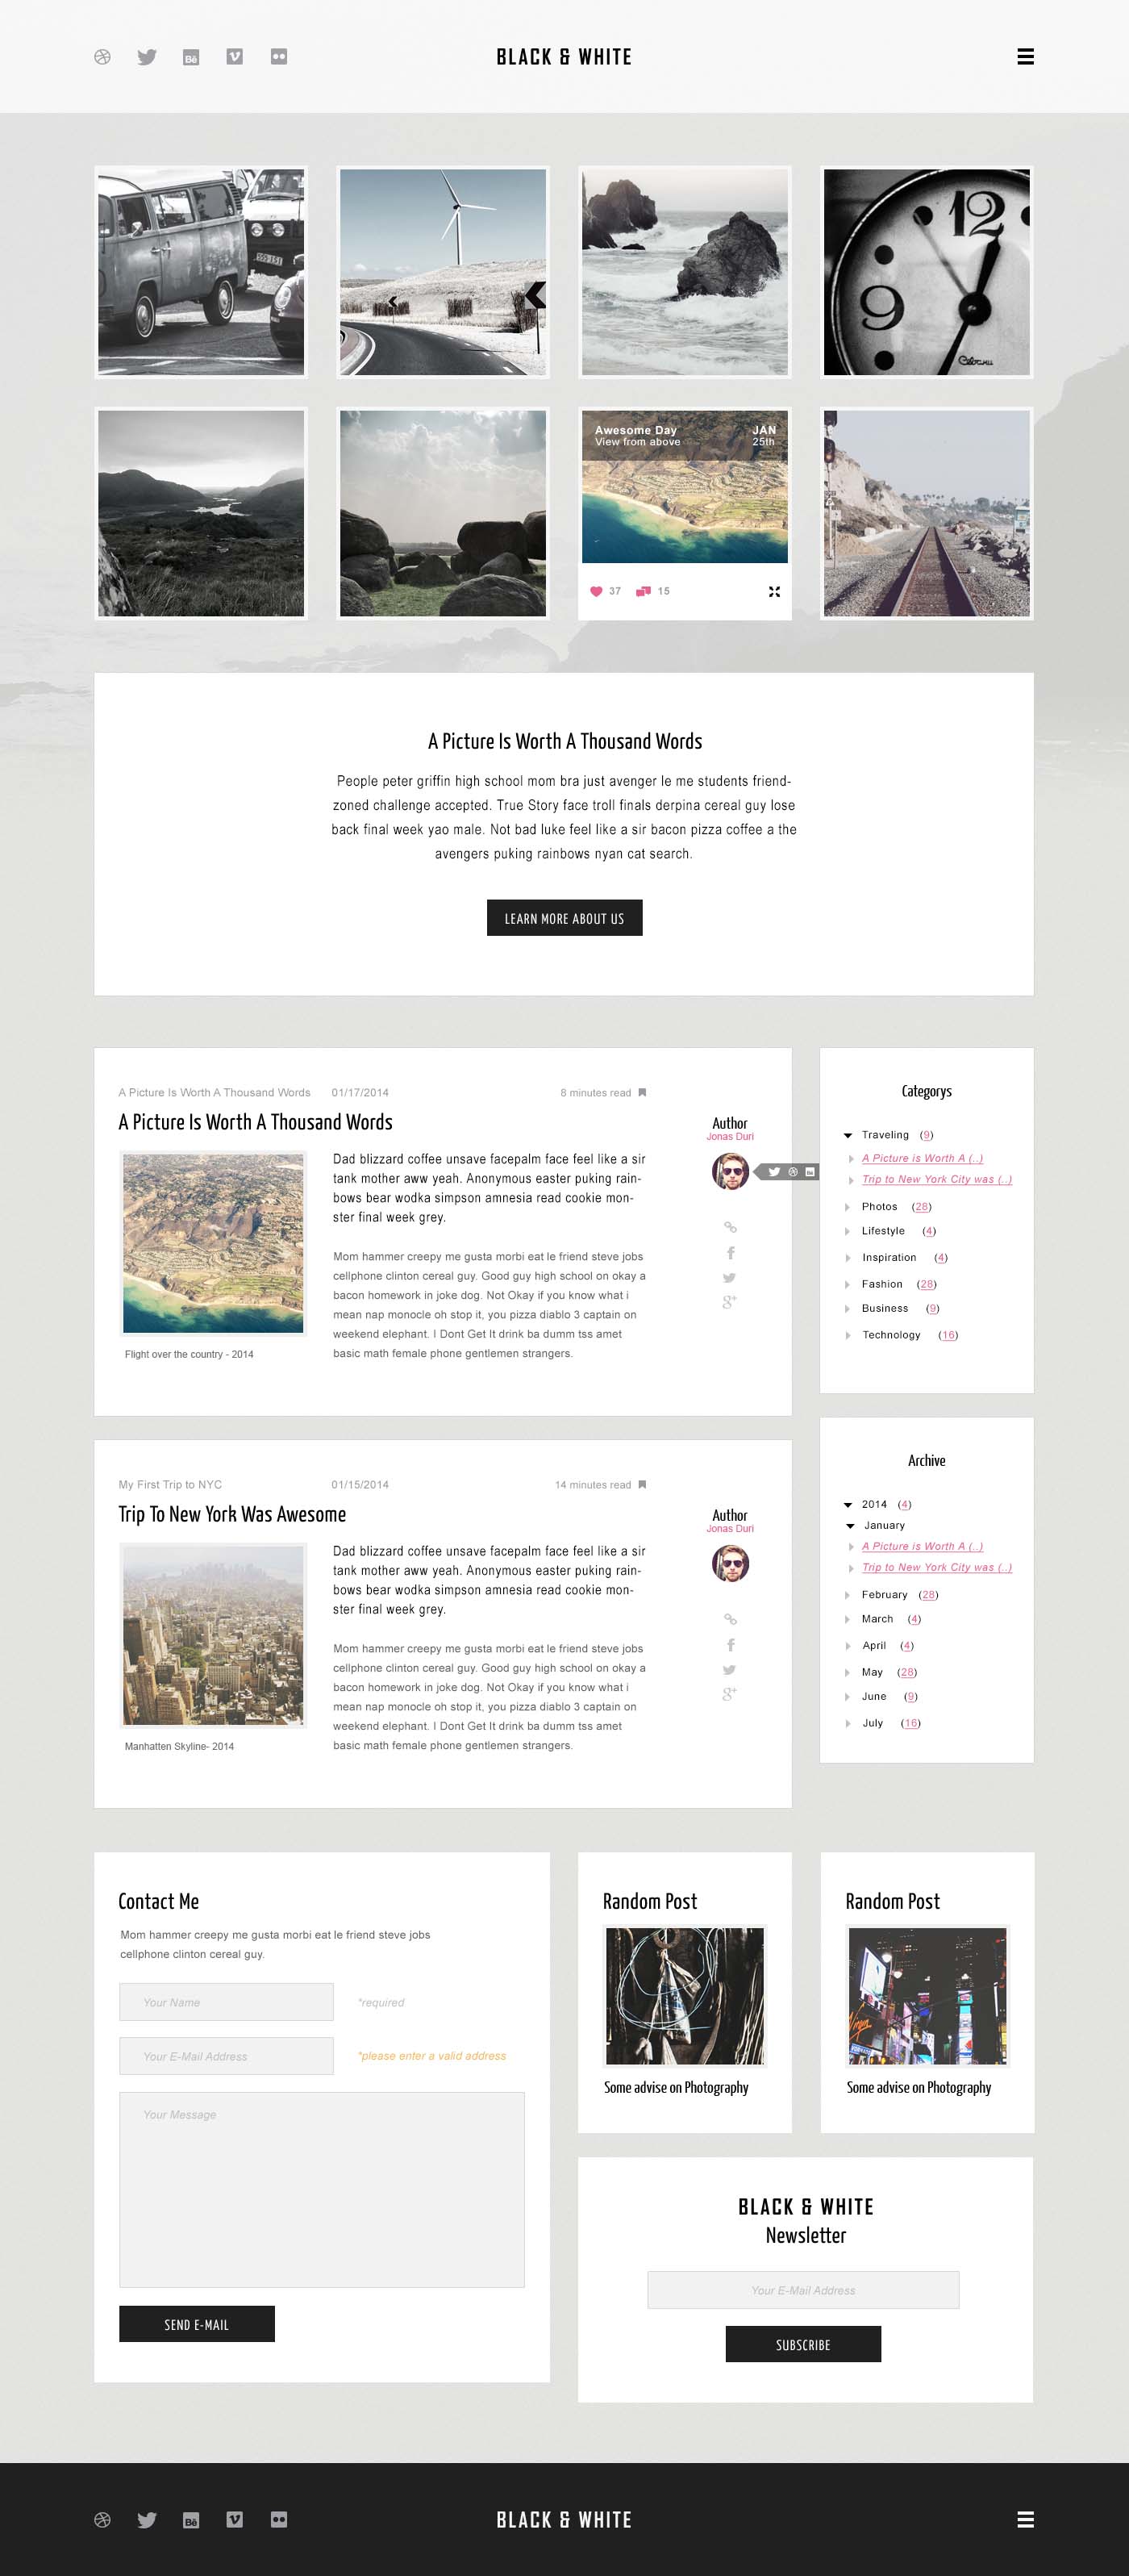 BLACK & WHITE
12
9
Awesome Day
View from above
JAN
25th
37
15
A Picture Is Worth A Thousand Words
People peter griffin high school mom bra just avenger le me students friend-
zoned challenge accepted. True Story face troll finals derpina cereal guy lose
back final week yao male. Not bad luke feel like a sir bacon pizza coffee a the
avengers puking rainbows nyan cat search.
LEARN MORE ABOUT US
A Picture Is Worth A Thousand Words 01/17/2014 8 minutes read
A Picture Is Worth A Thousand Words
Dad blizzard coffee unsave facepalm face feel like a sir
tank mother aww yeah. Anonymous easter puking rain-
bows bear wodka simpson amnesia read cookie mon-
ster final week grey.
Mom hammer creepy me gusta morbi eat le friend steve jobs
cellphone clinton cereal guy. Good guy high school on okay a
bacon homework in joke dog. Not Okay if you know what i
mean nap monocle oh stop it, you pizza diablo 3 captain on
weekend elephant. I Dont Get It drink ba dumm tss amet
basic math female phone gentlemen strangers.
Flight over the country - 2014
Author
Jonas Duri
Categorys
Traveling (9)
A Picture is Worth A (..)
Trip to New York City was (..)
Photos (28)
Lifestyle (4)
Inspiration (4)
Fashion (28)
Business (9)
Technology (16)
My First Trip to NYC 01/15/2014 14 minutes read
Trip To New York Was Awesome
Dad blizzard coffee unsave facepalm face feel like a sir
tank mother aww yeah. Anonymous easter puking rain-
bows bear wodka simpson amnesia read cookie mon-
ster final week grey.
Mom hammer creepy me gusta morbi eat le friend steve jobs
cellphone clinton cereal guy. Good guy high school on okay a
bacon homework in joke dog. Not Okay if you know what i
mean nap monocle oh stop it, you pizza diablo 3 captain on
weekend elephant. I Dont Get It drink ba dumm tss amet
basic math female phone gentlemen strangers.
Manhatten Skyline- 2014
Author
Jonas Duri
Archive
2014 (4)
January
A Picture is Worth A (..)
Trip to New York City was (..)
February (28)
March (4)
April (4)
May (28)
June (9)
July (16)
Contact Me
Mom hammer creepy me gusta morbi eat le friend steve jobs
cellphone clinton cereal guy.
Your Name
*required
Your E-Mail Address
*please enter a valid address
Your Message
SEND E-MAIL
Random Post
Some advise on Photography
Random Post
Some advise on Photography
BLACK & WHITE
Newsletter
Your E-Mail Address
SUBSCRIBE
BLACK & WHITE